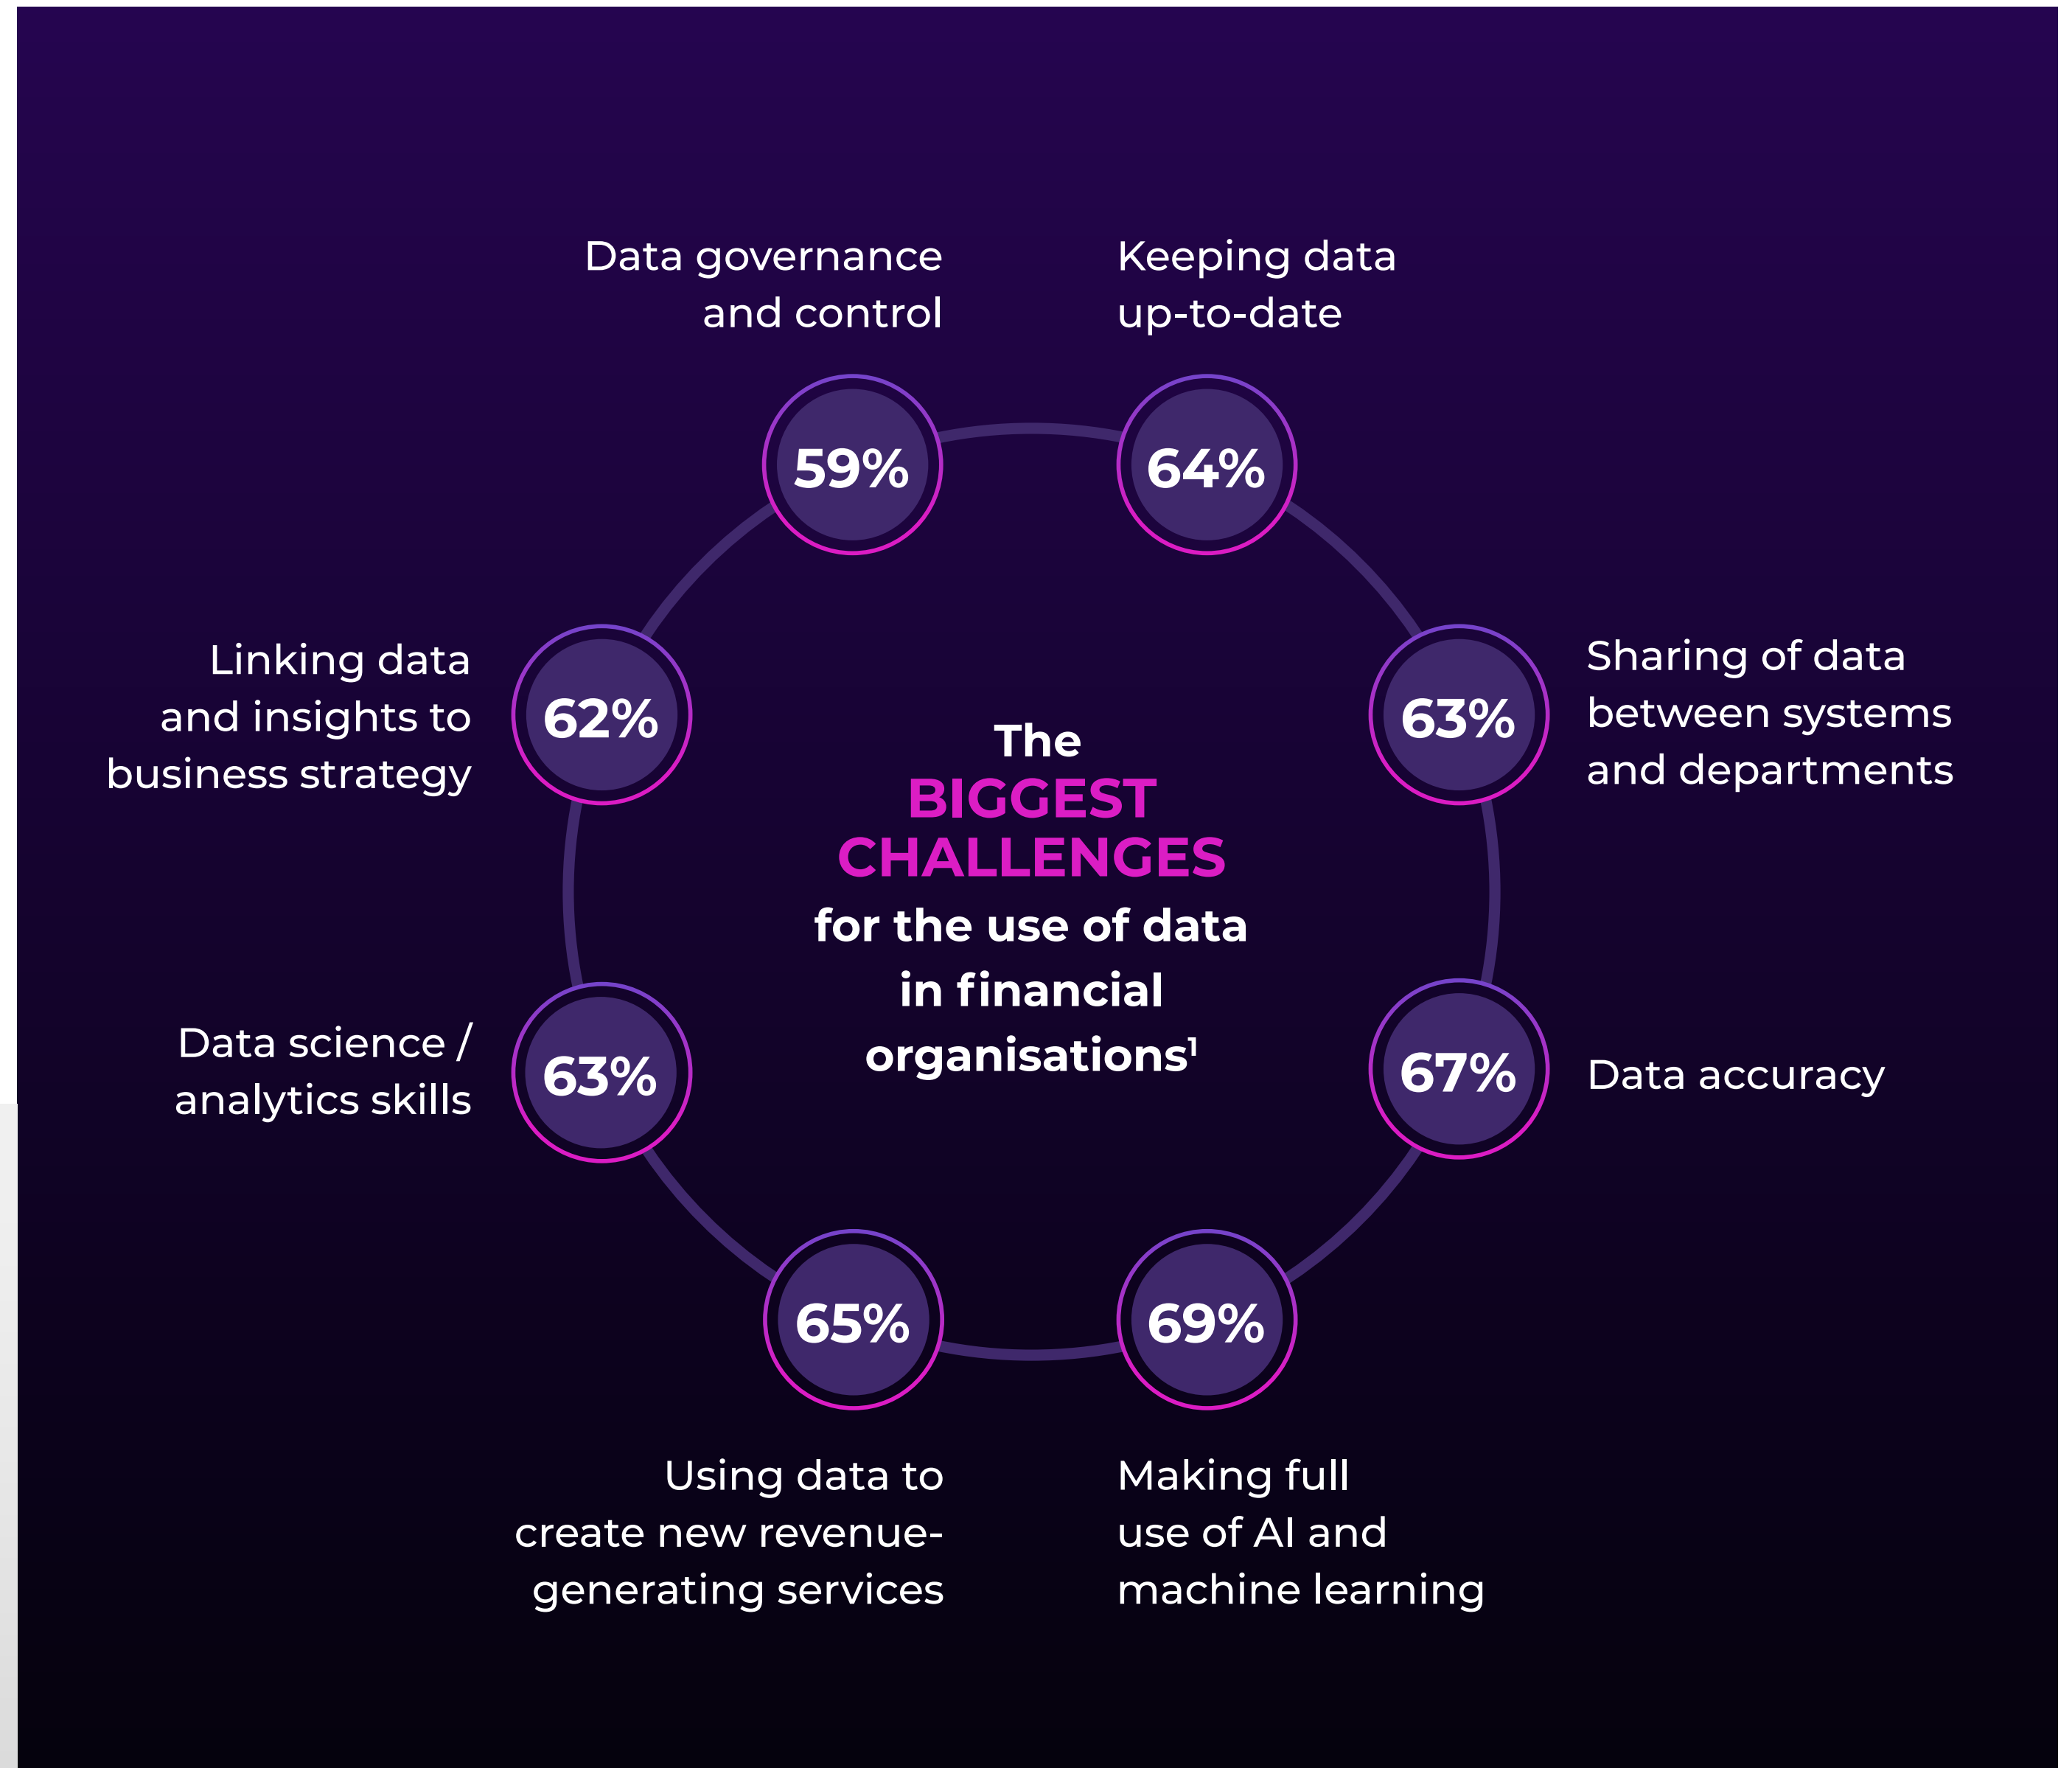 Data governance
and control
59%
Keeping data
up-to-date
64%
Sharing of data
between systems
and departments
63%
Data accuracy
67%
Making full
use of AI and
machine learning
69%
Using data to
create new revenue-
generating services
65%
Data science /
analytics skills
63%
Linking data
and insights to
business strategy
62%
The
BIGGEST
CHALLENGES
for the use of data
in financial
organisations¹